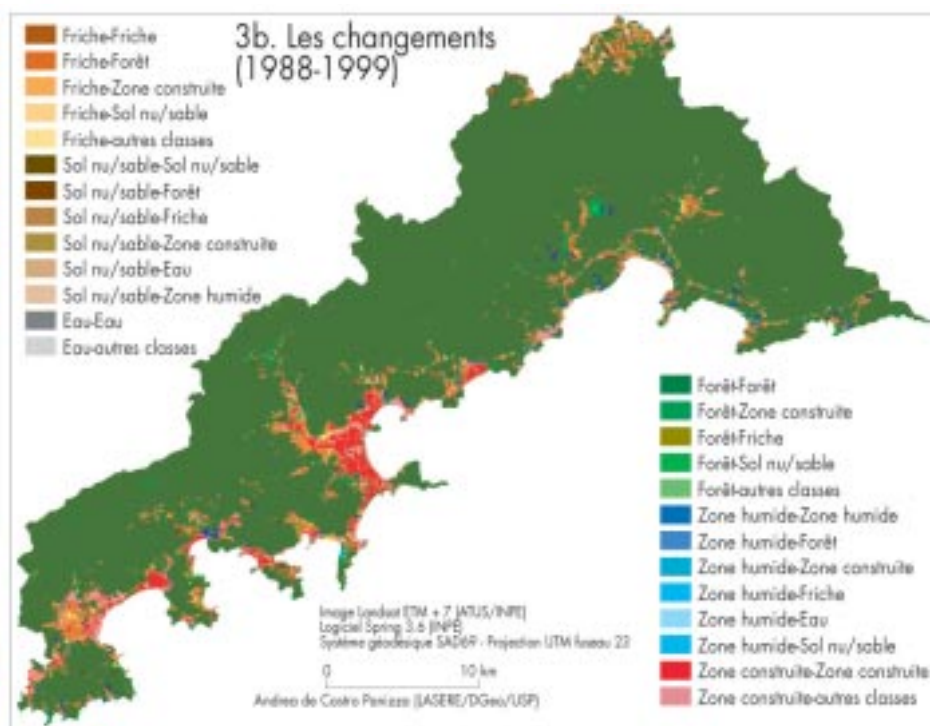 3b. Les changements
(1988-1999)
Friche-Friche
Friche-Forêt
Friche-Zone construite
Friche-Sol nu/sable
Friche-autres classes
Sol nu/sable-Sol nu/sable
Sol nu/sable-Forêt
Sol nu/sable-Friche
Sol nu/sable-Zone construite
Sol nu/sable-Eau
Sol nu/sable-Zone humide
Eau-Eau
Eau-autres classes
Forêt-Forêt
Forêt-Zone construite
Forêt-Friche
Forêt-Sol nu/sable
Forêt-autres classes
Zone humide-Zone humide
Zone humide-Forêt
Zone humide-Zone construite
Zone humide-Friche
Zone humide-Eau
Zone humide-Sol nu/sable
Zone construite-Zone construite
Zone construite-autres classes
Image Landsat ETM + 7 (ATUS/INPE)
Logiciel Spring 3.6 (INPE)
Système géodésique SAD69 - Projection UTM fuseau 23
0 10 km
Andrea de Castro Panizza (LASERE/DGeo/USP)